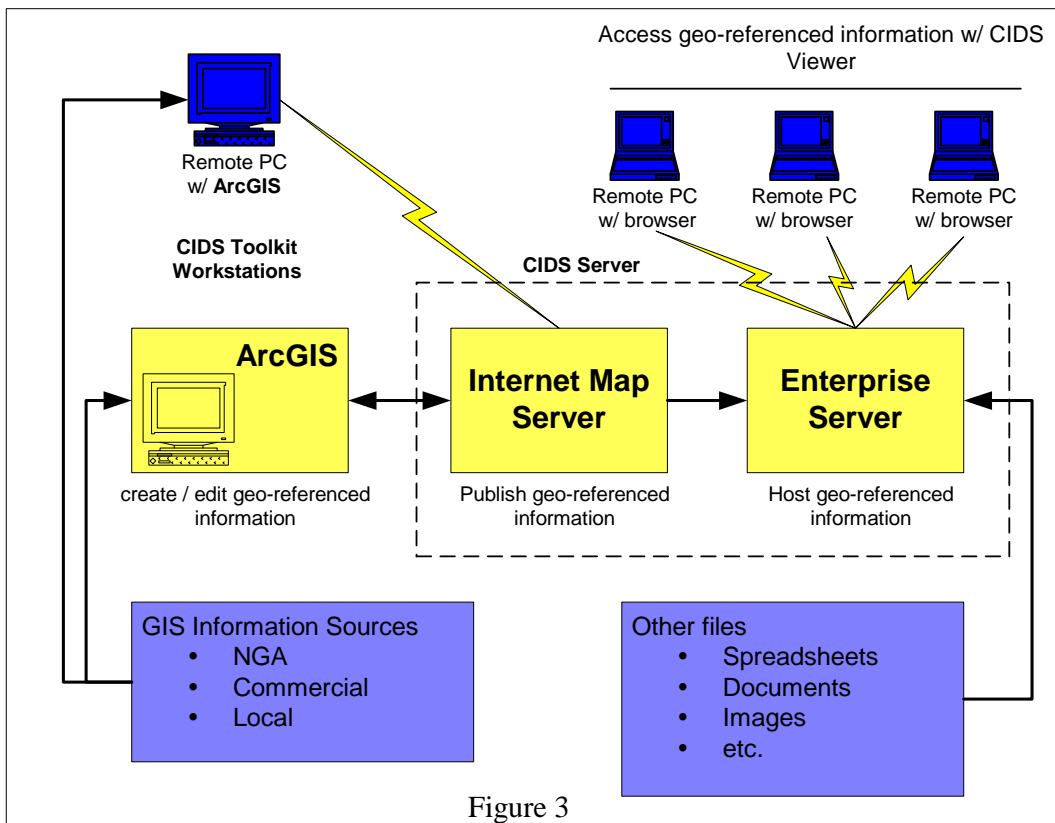 Access geo-referenced information w/ CIDS
Viewer
Remote PC
w/ ArcGIS
Remote PC
w/ browser
Remote PC
w/ browser
Remote PC
w/ browser
CIDS Toolkit
Workstations
CIDS Server
ArcGIS
Internet Map
Server
Enterprise
Server
create / edit geo-referenced
information
Publish geo-referenced
information
Host geo-referenced
information
GIS Information Sources
• NGA
• Commercial
• Local
Other files
• Spreadsheets
• Documents
• Images
• etc.
Figure 3